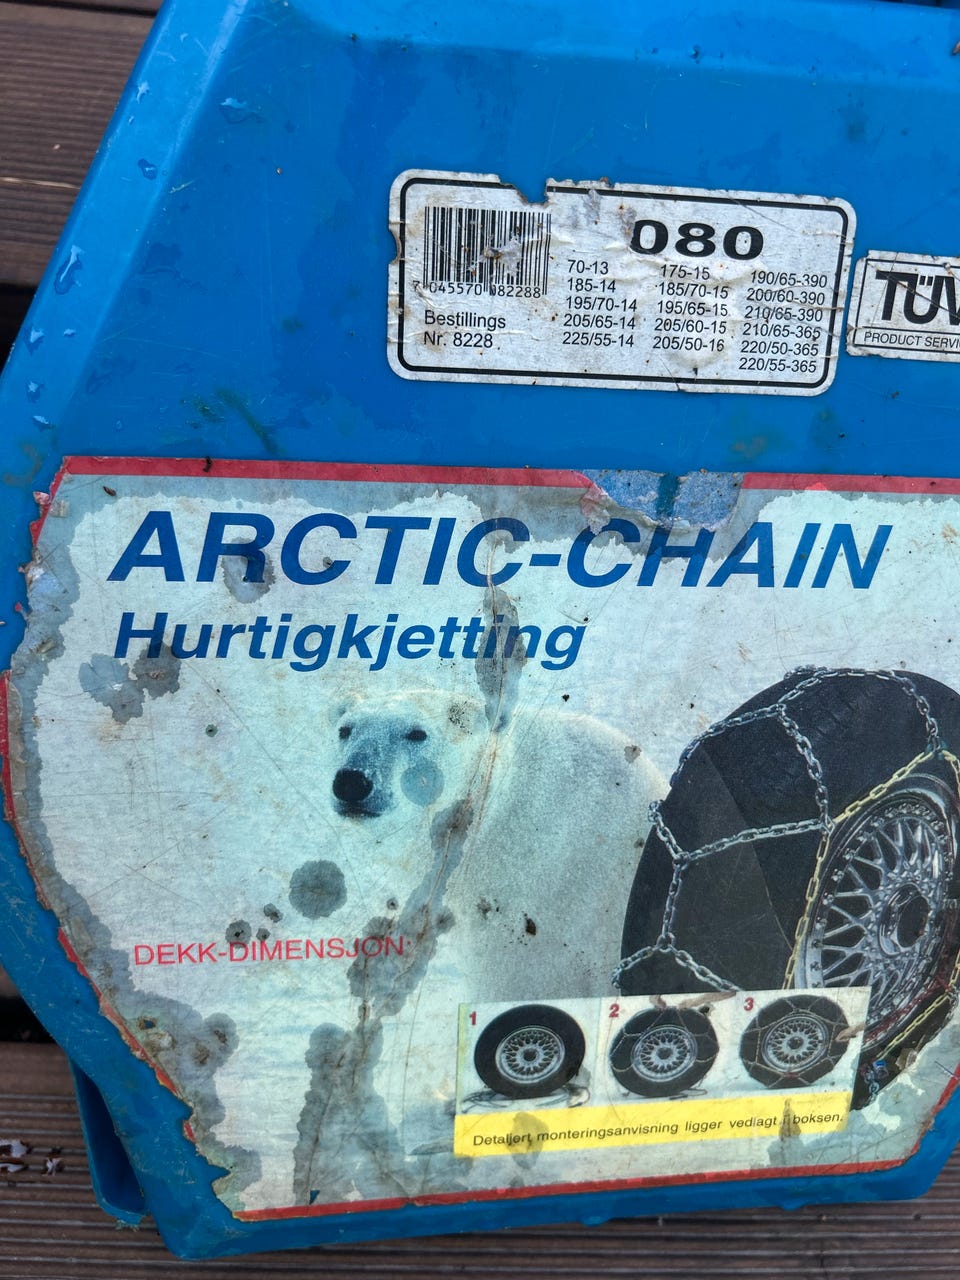 080
7 045570 082288
Bestillings
Nr. 8228
70-13
185-14
195/70-14
205/65-14
225/55-14
175-15
185/70-15
195/65-15
205/60-15
205/50-16
190/65-390
200/60-390
210/65-390
210/65-365
220/50-365
220/55-365
TÜV
PRODUCT
ARCTIC-CHAIN
Hurtigkjetting
DEKK-DIMENSJON:
1
2
3
Detaljert monteringsanvisning ligger vedlagt i boksen.